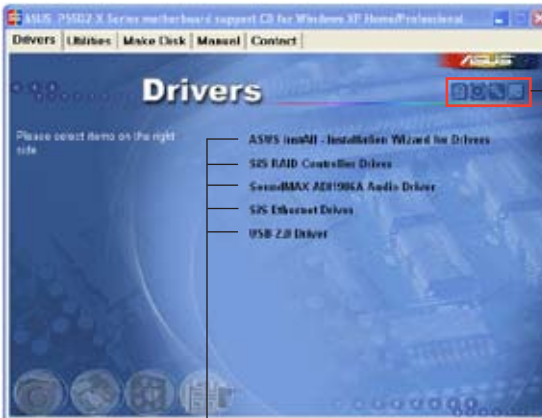 ASUS P5SD2-X Series motherboard support CD for Windows XP Home/Professional
Drivers Utilities Make Disk Manual Contact
ASUS
Drivers
Please select items on the right
side
ASUS InstAll - Installation Wizard for Drivers
SIS RAID Controller Driver
SoundMAX ADI1986A Audio Driver
SIS Ethernet Driver
USB 2.0 Driver